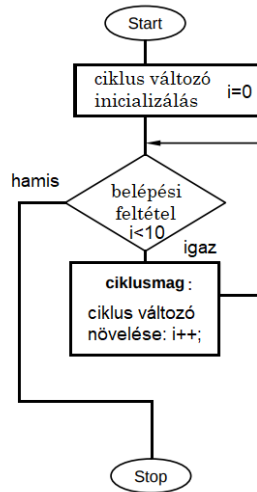 Start
ciklus változó
inicializálás i=0
hamis
belépési
feltétel
i<10
igaz
ciklusmag:
ciklus változó
növelése: i++;
Stop